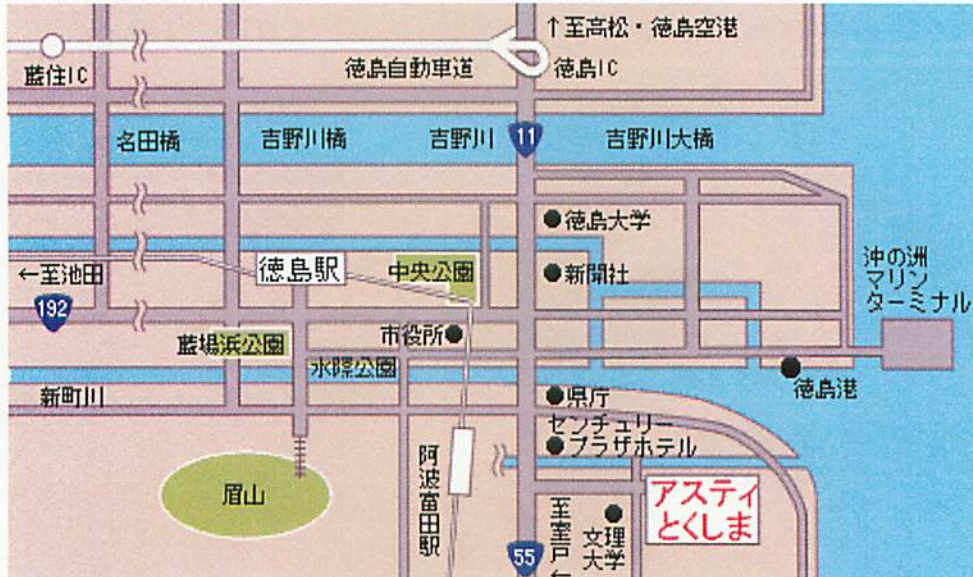 ↑至高松・徳島空港
藍住IC
徳島自動車道
徳島IC
名田橋
吉野川橋
吉野川
11
吉野川大橋
徳島大学
←至池田
徳島駅
中央公園
新聞社
沖の洲
マリン
ターミナル
192
藍場浜公園
市役所
水際公園
徳島港
新町川
県庁
センチュリー
プラザホテル
阿波富田駅
眉山
アスティ
とくしま
至室戸←
文理
大学
55